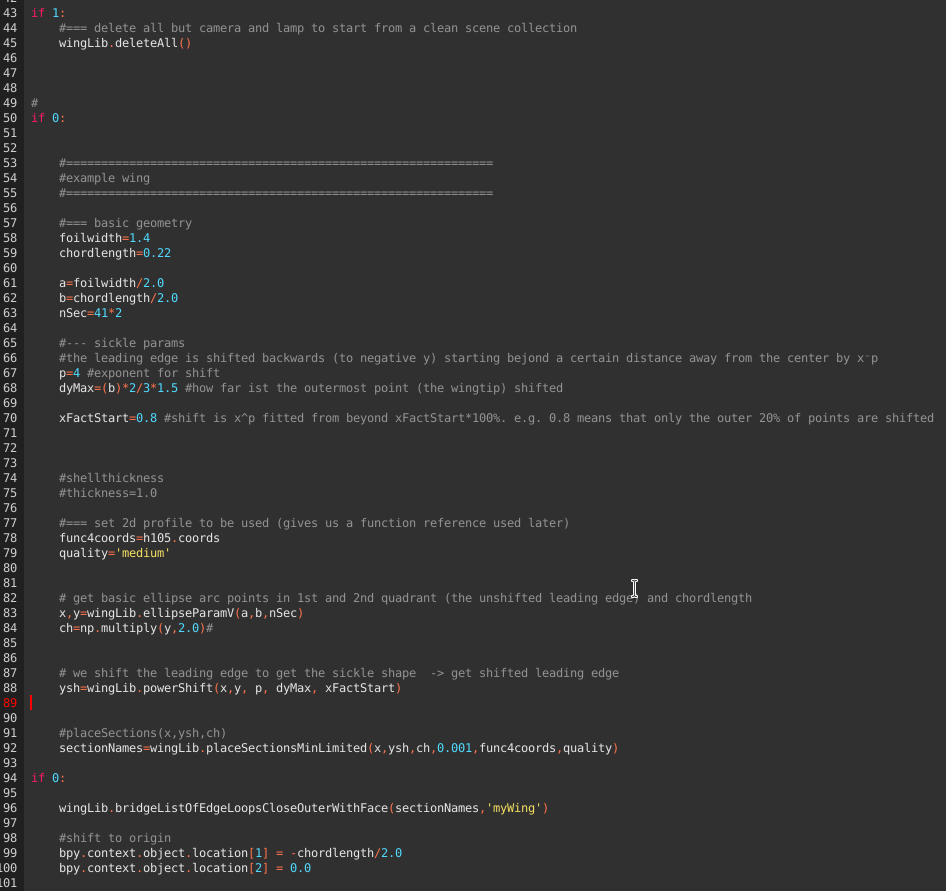 42
43 if 1:
44     #=== delete all but camera and lamp to start from a clean scene collection
45     wingLib.deleteAll()
46
47
48
49 #
50 if 0:
51
52
53     #=============================================================
54     #example wing
55     #=============================================================
56
57     #=== basic geometry
58     foilwidth=1.4
59     chordlength=0.22
60
61     a=foilwidth/2.0
62     b=chordlength/2.0
63     nSec=41*2
64
65     #--- sickle params
66     #the leading edge is shifted backwards (to negative y) starting bejond a certain distance away from the center by x⁻p
67     p=4 #exponent for shift
68     dyMax=(b)*2/3*1.5 #how far ist the outermost point (the wingtip) shifted
69
70     xFactStart=0.8 #shift is x^p fitted from beyond xFactStart*100%. e.g. 0.8 means that only the outer 20% of points are shifted
71
72
73
74     #shellthickness
75     #thickness=1.0
76
77     #=== set 2d profile to be used (gives us a function reference used later)
78     func4coords=h105.coords
79     quality='medium'
80
81
82     # get basic ellipse arc points in 1st and 2nd quadrant (the unshifted leading edge) and chordlength
83     x,y=wingLib.ellipseParamV(a,b,nSec)
84     ch=np.multiply(y,2.0)#
85
86
87     # we shift the leading edge to get the sickle shape  -> get shifted leading edge
88     ysh=wingLib.powerShift(x,y, p, dyMax, xFactStart)
89
90
91     #placeSections(x,ysh,ch)
92     sectionNames=wingLib.placeSectionsMinLimited(x,ysh,ch,0.001,func4coords,quality)
93
94 if 0:
95
96     wingLib.bridgeListOfEdgeLoopsCloseOuterWithFace(sectionNames,'myWing')
97
98     #shift to origin
99     bpy.context.object.location[1] = -chordlength/2.0
100     bpy.context.object.location[2] = 0.0
101